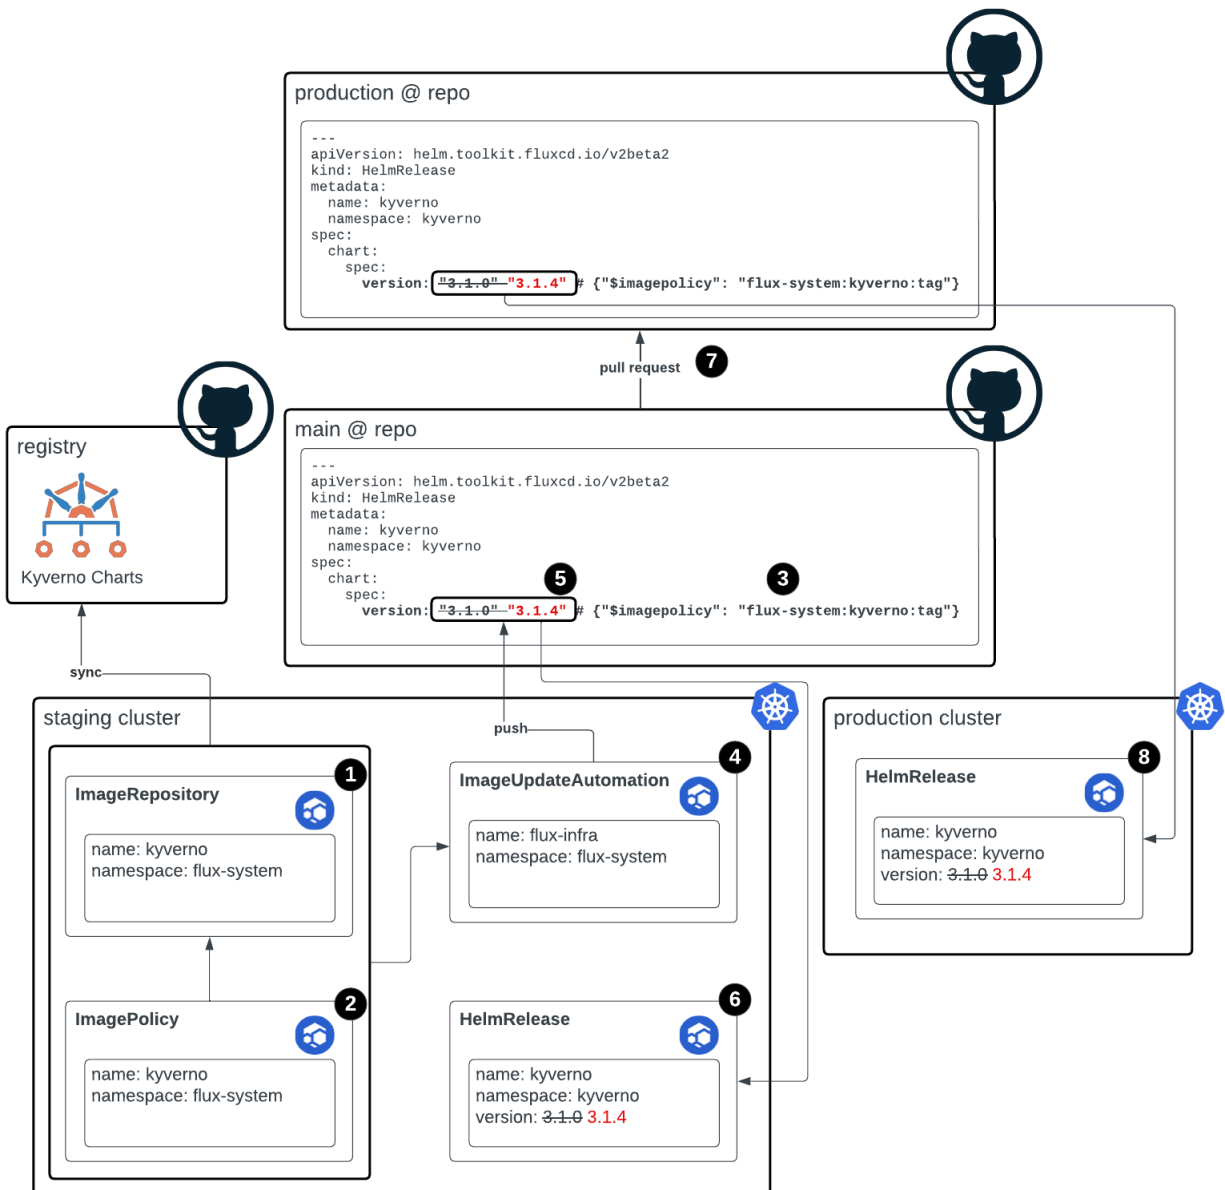 production @ repo
---
apiVersion: helm.toolkit.fluxcd.io/v2beta2
kind: HelmRelease
metadata:
  name: kyverno
  namespace: kyverno
spec:
  chart:
    spec:
      version: "3.1.0" "3.1.4" # {"$imagepolicy": "flux-system:kyverno:tag"}
pull request
7
main @ repo
---
apiVersion: helm.toolkit.fluxcd.io/v2beta2
kind: HelmRelease
metadata:
  name: kyverno
  namespace: kyverno
spec:
  chart:
    spec:
5
3
      version: "3.1.0" "3.1.4" # {"$imagepolicy": "flux-system:kyverno:tag"}
registry
Kyverno Charts
sync
push
staging cluster
1
ImageRepository
name: kyverno
namespace: flux-system
2
ImagePolicy
name: kyverno
namespace: flux-system
4
ImageUpdateAutomation
name: flux-infra
namespace: flux-system
6
HelmRelease
name: kyverno
namespace: kyverno
version: 3.1.0 3.1.4
production cluster
8
HelmRelease
name: kyverno
namespace: kyverno
version: 3.1.0 3.1.4